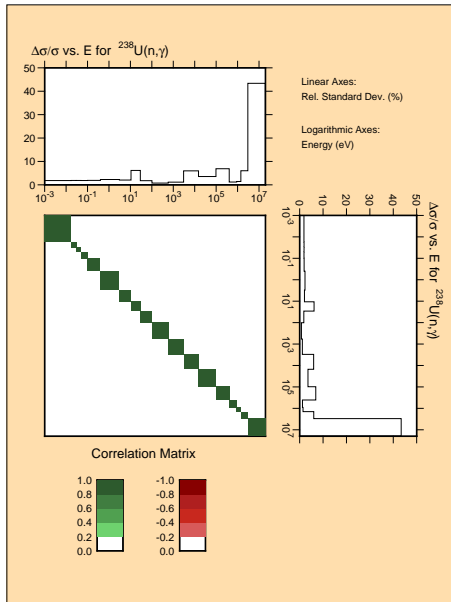 Δσ/σ vs. E for ²³⁸U(n,γ)
50
40
30
20
10
0
10⁻³ 10⁻¹ 10¹ 10³ 10⁵ 10⁷
Linear Axes:
Rel. Standard Dev. (%)
Logarithmic Axes:
Energy (eV)
0 10 20 30 40 50
10⁻³
10⁻¹
10¹
10³
10⁵
10⁷
Δσ/σ vs. E for ²³⁸U(n,γ)
Correlation Matrix
1.0 -1.0
0.8 -0.8
0.6 -0.6
0.4 -0.4
0.2 -0.2
0.0 0.0